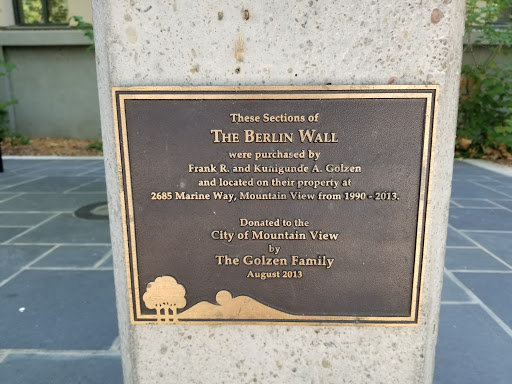 These Sections of
THE BERLIN WALL
were purchased by
Frank R. and Kunigunde A. Golzen
and located on their property at
2685 Marine Way, Mountain View from 1990 - 2013.
Donated to the
City of Mountain View
by
The Golzen Family
August 2013